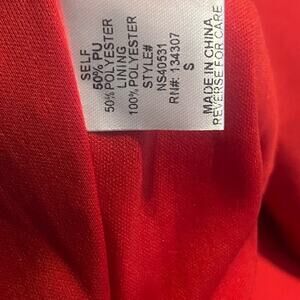 SELF
50% PU
50% POLYESTER
LINING
100% POLYESTER
STYLE#
NS40531
RN#: 134307
S
MADE IN CHINA
REVERSE FOR CARE